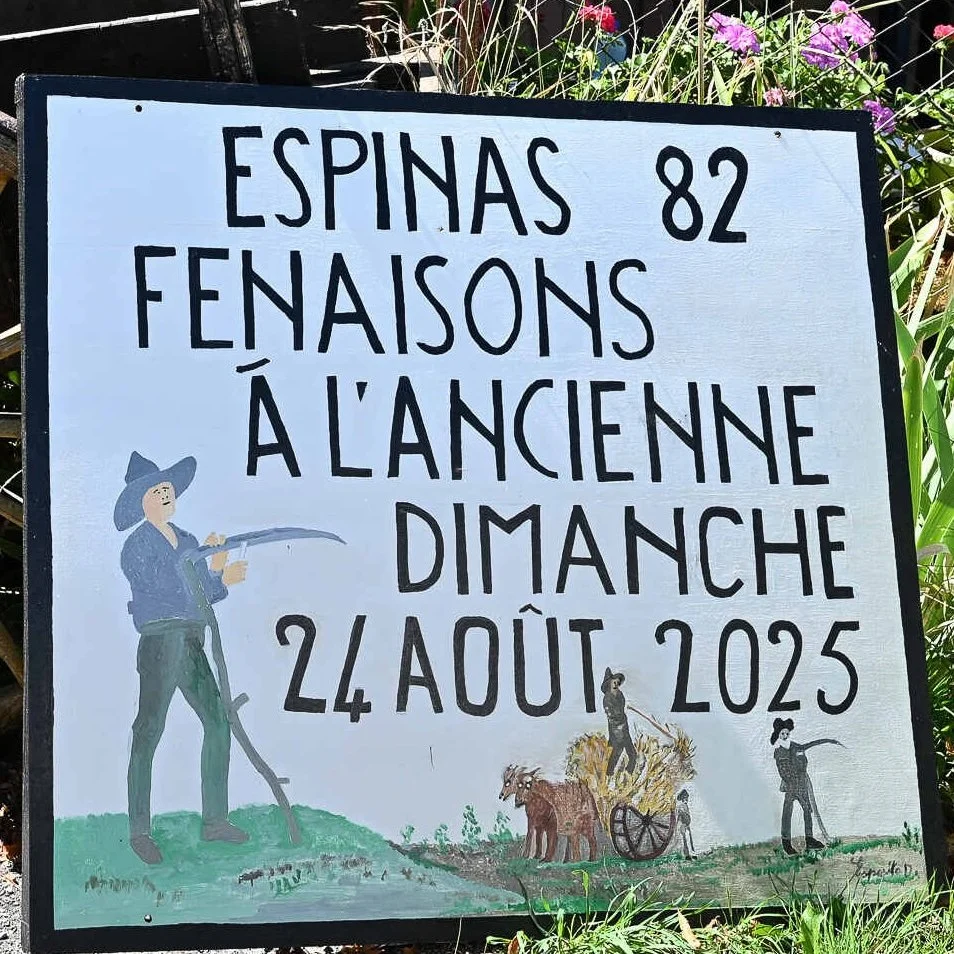 ESPINAS 82
FENAISONS
Á L'ANCIENNE
DIMANCHE
24 AOÛT 2025